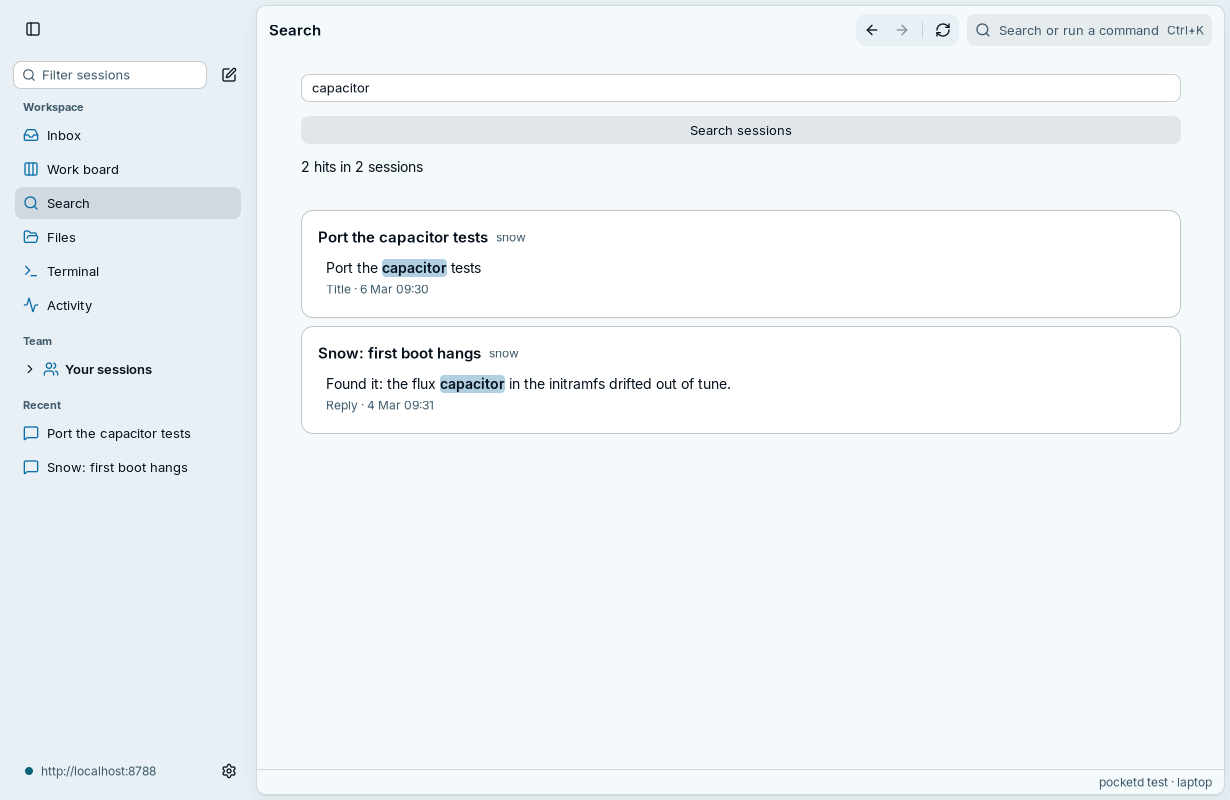 Search
Search or run a command Ctrl+K
Filter sessions
Workspace
Inbox
Work board
Search
Files
Terminal
Activity
Team
Your sessions
Recent
Port the capacitor tests
Snow: first boot hangs
http://localhost:8788
capacitor
Search sessions
2 hits in 2 sessions
Port the capacitor tests snow
Port the capacitor tests
Title · 6 Mar 09:30
Snow: first boot hangs snow
Found it: the flux capacitor in the initramfs drifted out of tune.
Reply · 4 Mar 09:31
pocketd test · laptop